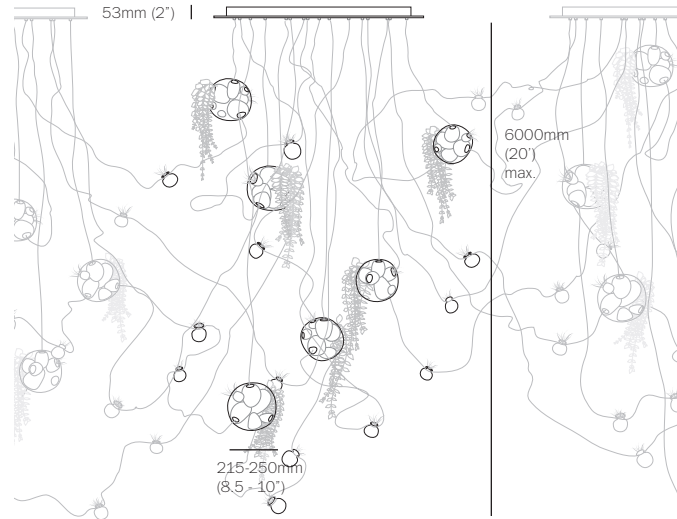 53mm (2”)
6000mm
(20’)
max.
215-250mm
(8.5 - 10”)